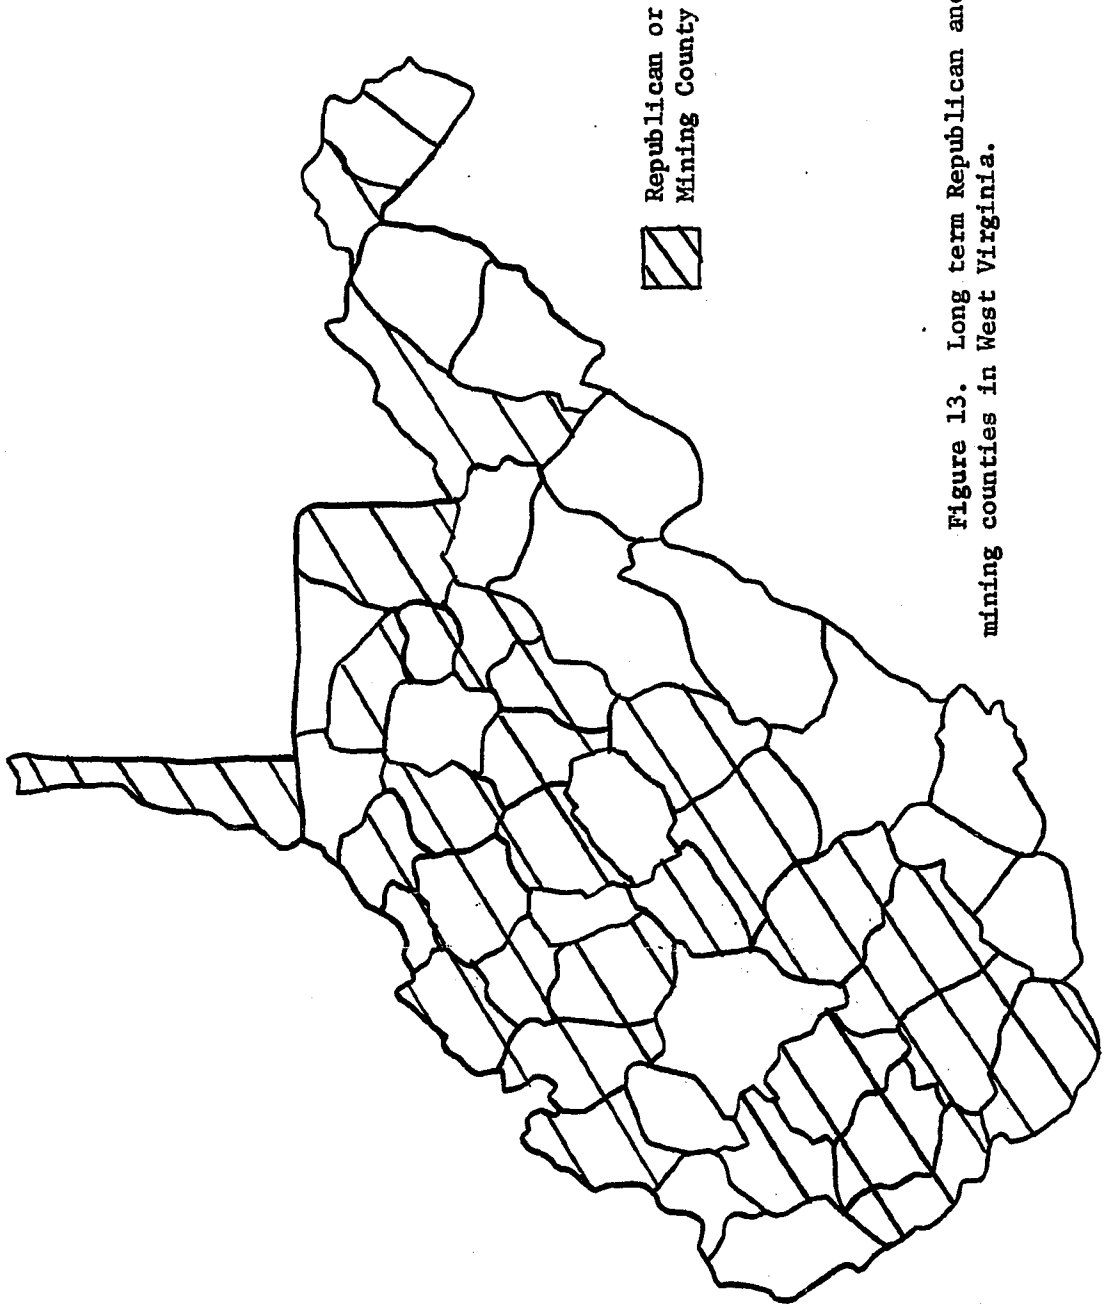 Republican or
Mining County
Figure 13. Long term Republican and
mining counties in West Virginia.